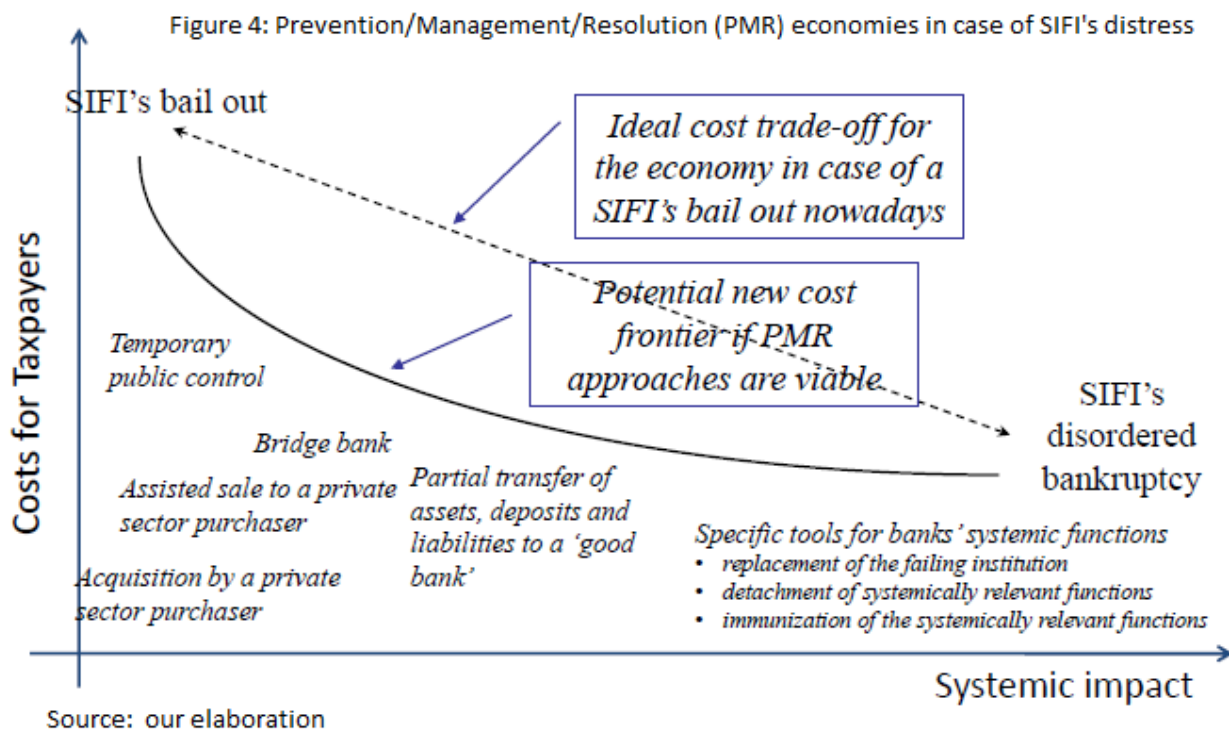 Figure 4: Prevention/Management/Resolution (PMR) economies in case of SIFI's distress
SIFI’s bail out
Ideal cost trade-off for
the economy in case of a
SIFI’s bail out nowadays
Potential new cost
frontier if PMR
approaches are viable
Costs for Taxpayers
Temporary
public control
SIFI’s
disordered
bankruptcy
Bridge bank
Assisted sale to a private
sector purchaser
Partial transfer of
assets, deposits and
liabilities to a ‘good
bank’
Acquisition by a private
sector purchaser
Specific tools for banks’ systemic functions
• replacement of the failing institution
• detachment of systemically relevant functions
• immunization of the systemically relevant functions
Systemic impact
Source: our elaboration